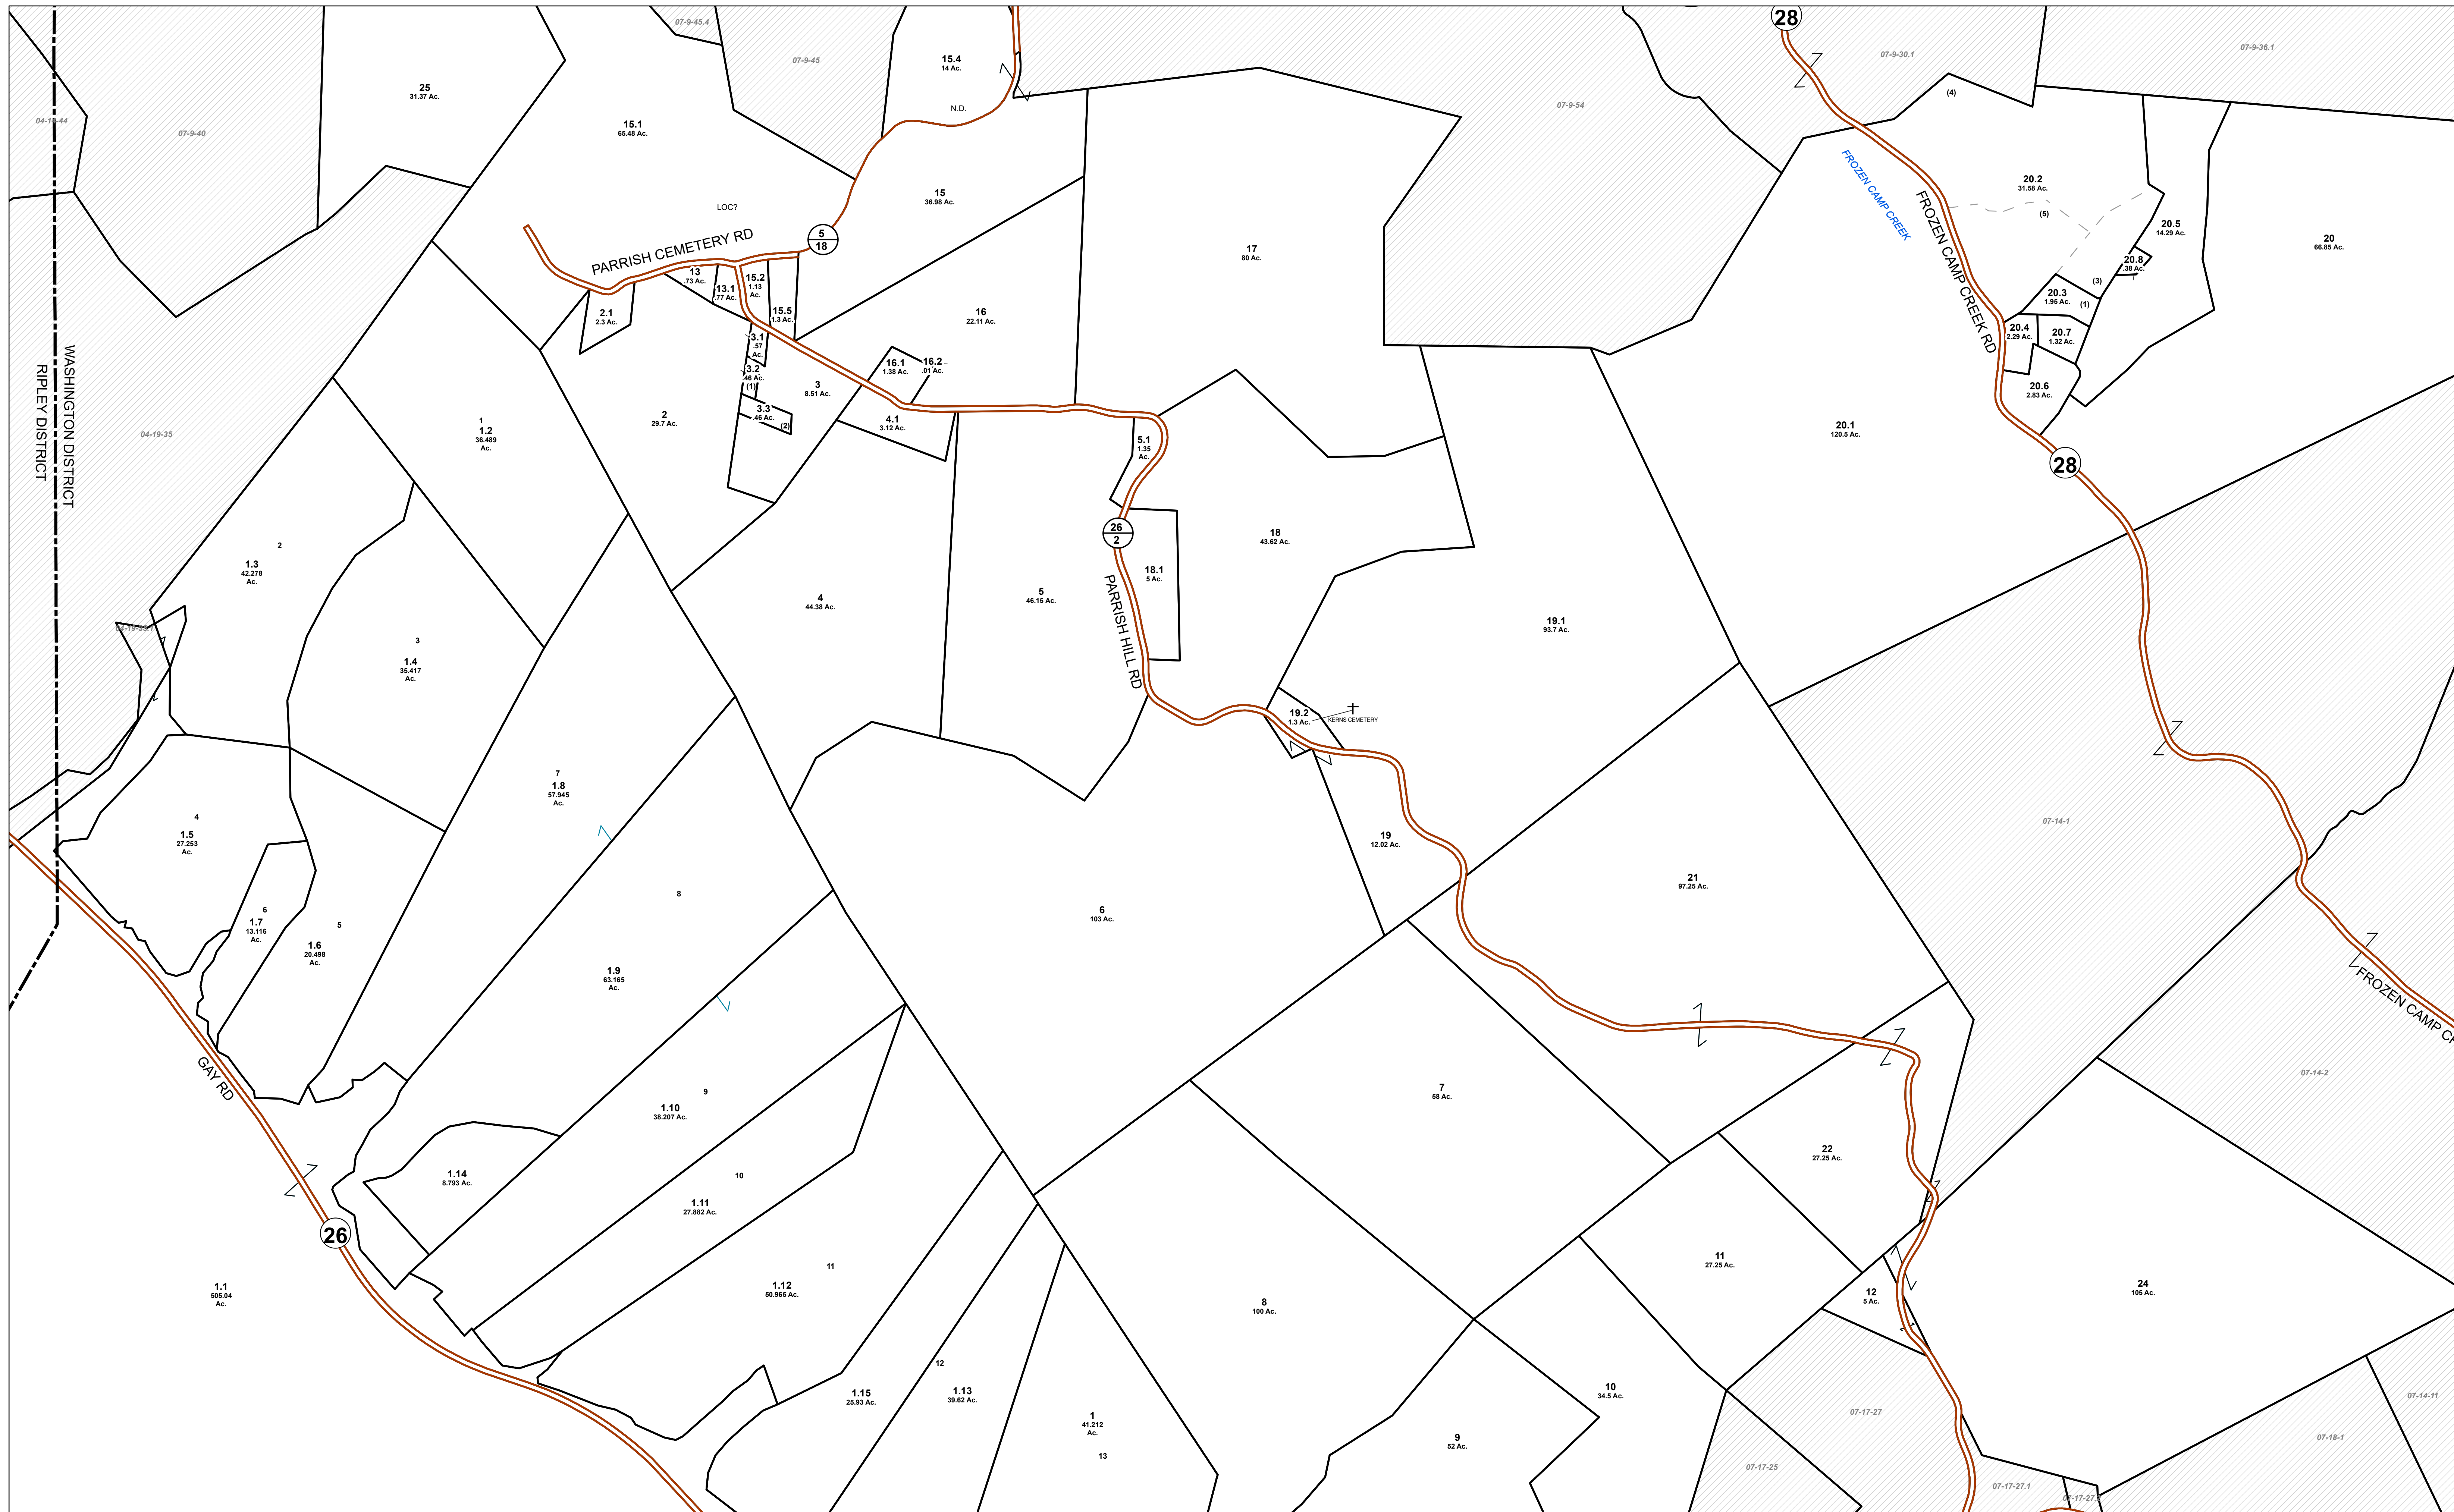 07-9-45.4
28
07-9-36.1
07-9-30.1
07-9-45
15.4
14 Ac.
25
31.37 Ac.
(4)
07-9-54
N.D.
04-19-44
07-9-40
15.1
65.48 Ac.
FROZEN CAMP CREEK
20.2
31.58 Ac.
15
36.98 Ac.
LOC?
(5)
20.5
14.29 Ac.
FROZEN CAMP CREEK RD
5
18
PARRISH CEMETERY RD
17
80 Ac.
20
66.85 Ac.
20.8
.38 Ac.
13
.73 Ac.
13.1
.77 Ac.
15.2
1.13
Ac.
(3)
20.3
1.95 Ac.
(1)
2.1
2.3 Ac.
15.5
1.3 Ac.
16
22.11 Ac.
20.4
2.29 Ac.
20.7
1.32 Ac.
3.1
.57
Ac.
16.1
1.38 Ac.
16.2
.01 Ac.
3.2
.46 Ac.
(1)
3
8.51 Ac.
20.6
2.83 Ac.
WASHINGTON DISTRICT
RIPLEY DISTRICT
04-19-35
1
1.2
36.489
Ac.
2
29.7 Ac.
3.3
.46 Ac.
(2)
4.1
3.12 Ac.
5.1
1.35
Ac.
20.1
120.5 Ac.
28
26
2
18
43.62 Ac.
2
1.3
42.278
Ac.
18.1
5 Ac.
4
44.38 Ac.
5
46.15 Ac.
PARRISH HILL RD
19.1
93.7 Ac.
04-19-35.1
3
1.4
35.417
Ac.
19.2
1.3 Ac.
KERNS CEMETERY
7
1.8
57.945
Ac.
4
1.5
27.253
Ac.
07-14-1
19
12.02 Ac.
21
97.25 Ac.
8
6
103 Ac.
6
1.7
13.116
Ac.
5
1.6
20.498
Ac.
1.9
63.165
Ac.
GAY RD
07-14-2
9
1.10
38.207 Ac.
7
58 Ac.
22
27.25 Ac.
1.14
8.793 Ac.
10
1.11
27.882 Ac.
26
1.1
505.04
Ac.
11
1.12
50.965 Ac.
8
100 Ac.
11
27.25 Ac.
12
5 Ac.
24
105 Ac.
12
1.15
25.93 Ac.
1.13
39.62 Ac.
1
41.212
Ac.
13
10
34.5 Ac.
9
52 Ac.
07-17-27
07-14-11
07-18-1
07-17-25
07-17-27.1